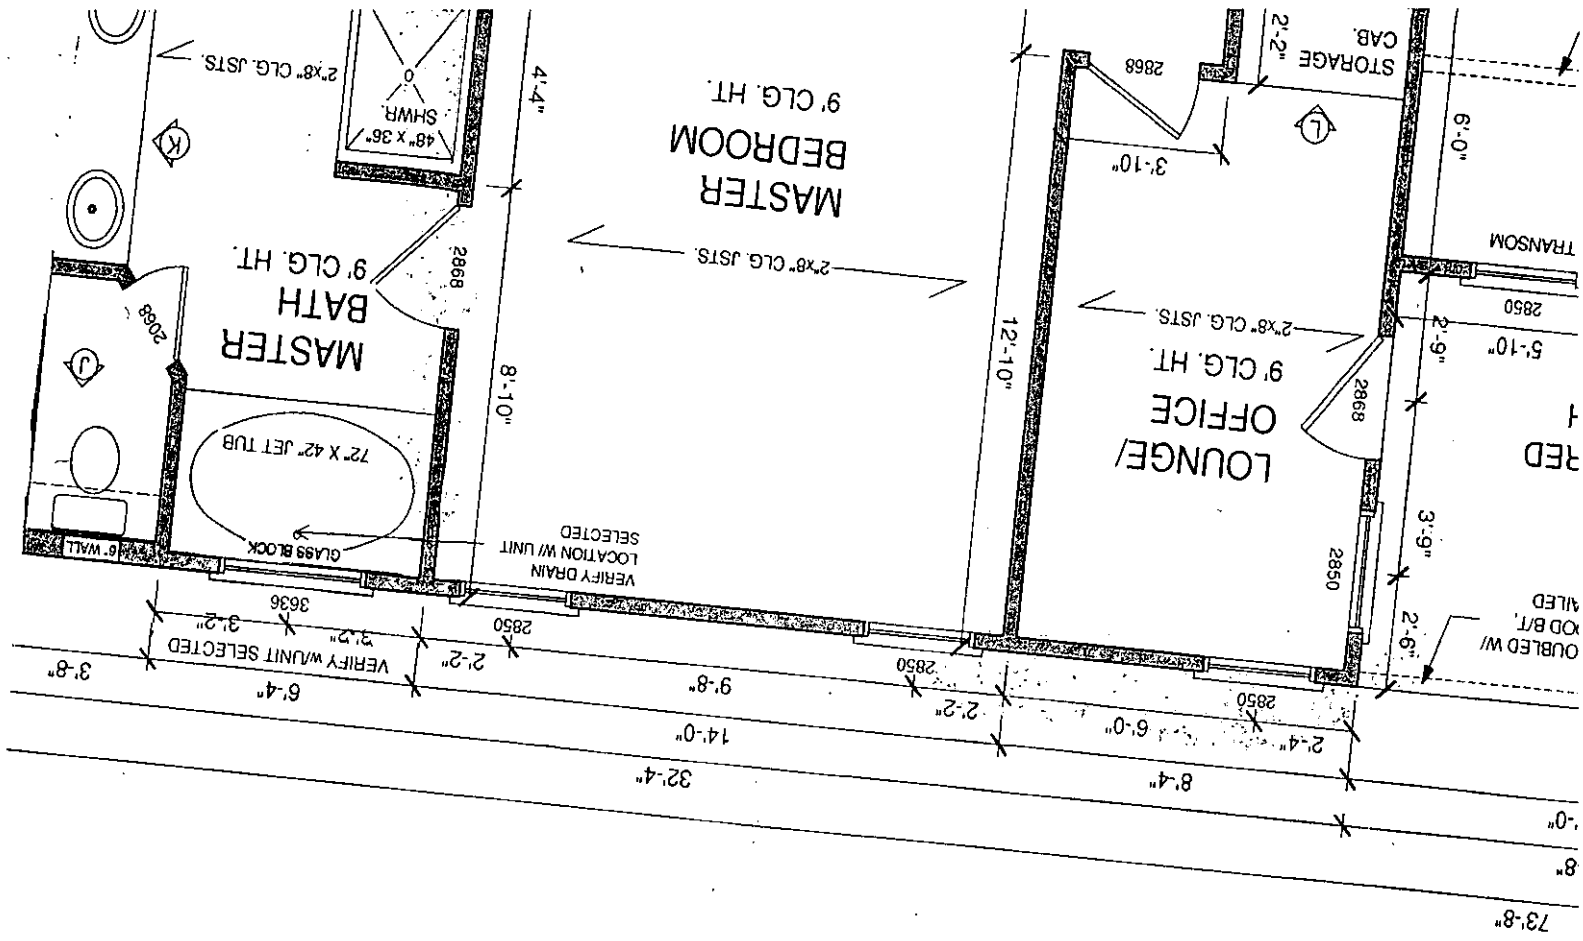 73'-8"
32'-4"
8'-4"
14'-0"
6'-4"
3'-8"
2'-4"
6'-0"
2'-2"
9'-8"
2'-2"
VERIFY W/UNIT SELECTED
3'-2"
3'-2"
2850
2850
2850
3636
6" WALL
GLASS BLOCK
VERIFY DRAIN
LOCATION W/ UNIT
SELECTED
72" X 42" JET TUB
2'-6"
3'-9"
2850
2868
2'-9"
5'-10"
2850
TRANSOM
6'-0"
LOUNGE/
OFFICE
9' CLG. HT.
2"x8" CLG. JSTS.
12'-10"
8'-10"
4'-4"
MASTER
BEDROOM
9' CLG. HT.
2"x8" CLG. JSTS.
MASTER
BATH
9' CLG. HT.
2868
2068
J
K
L
48" x 36"
SHWR.
2"x8" CLG. JSTS.
3'-10"
2868
2'-2"
STORAGE
CAB.